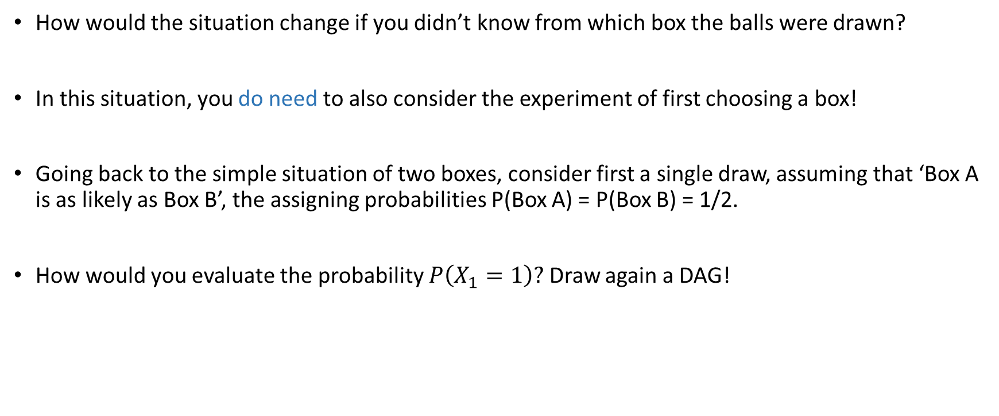 • How would the situation change if you didn’t know from which box the balls were drawn?
• In this situation, you do need to also consider the experiment of first choosing a box!
• Going back to the simple situation of two boxes, consider first a single draw, assuming that ‘Box A
is as likely as Box B’, the assigning probabilities P(Box A) = P(Box B) = 1/2.
• How would you evaluate the probability P(X₁ = 1)? Draw again a DAG!